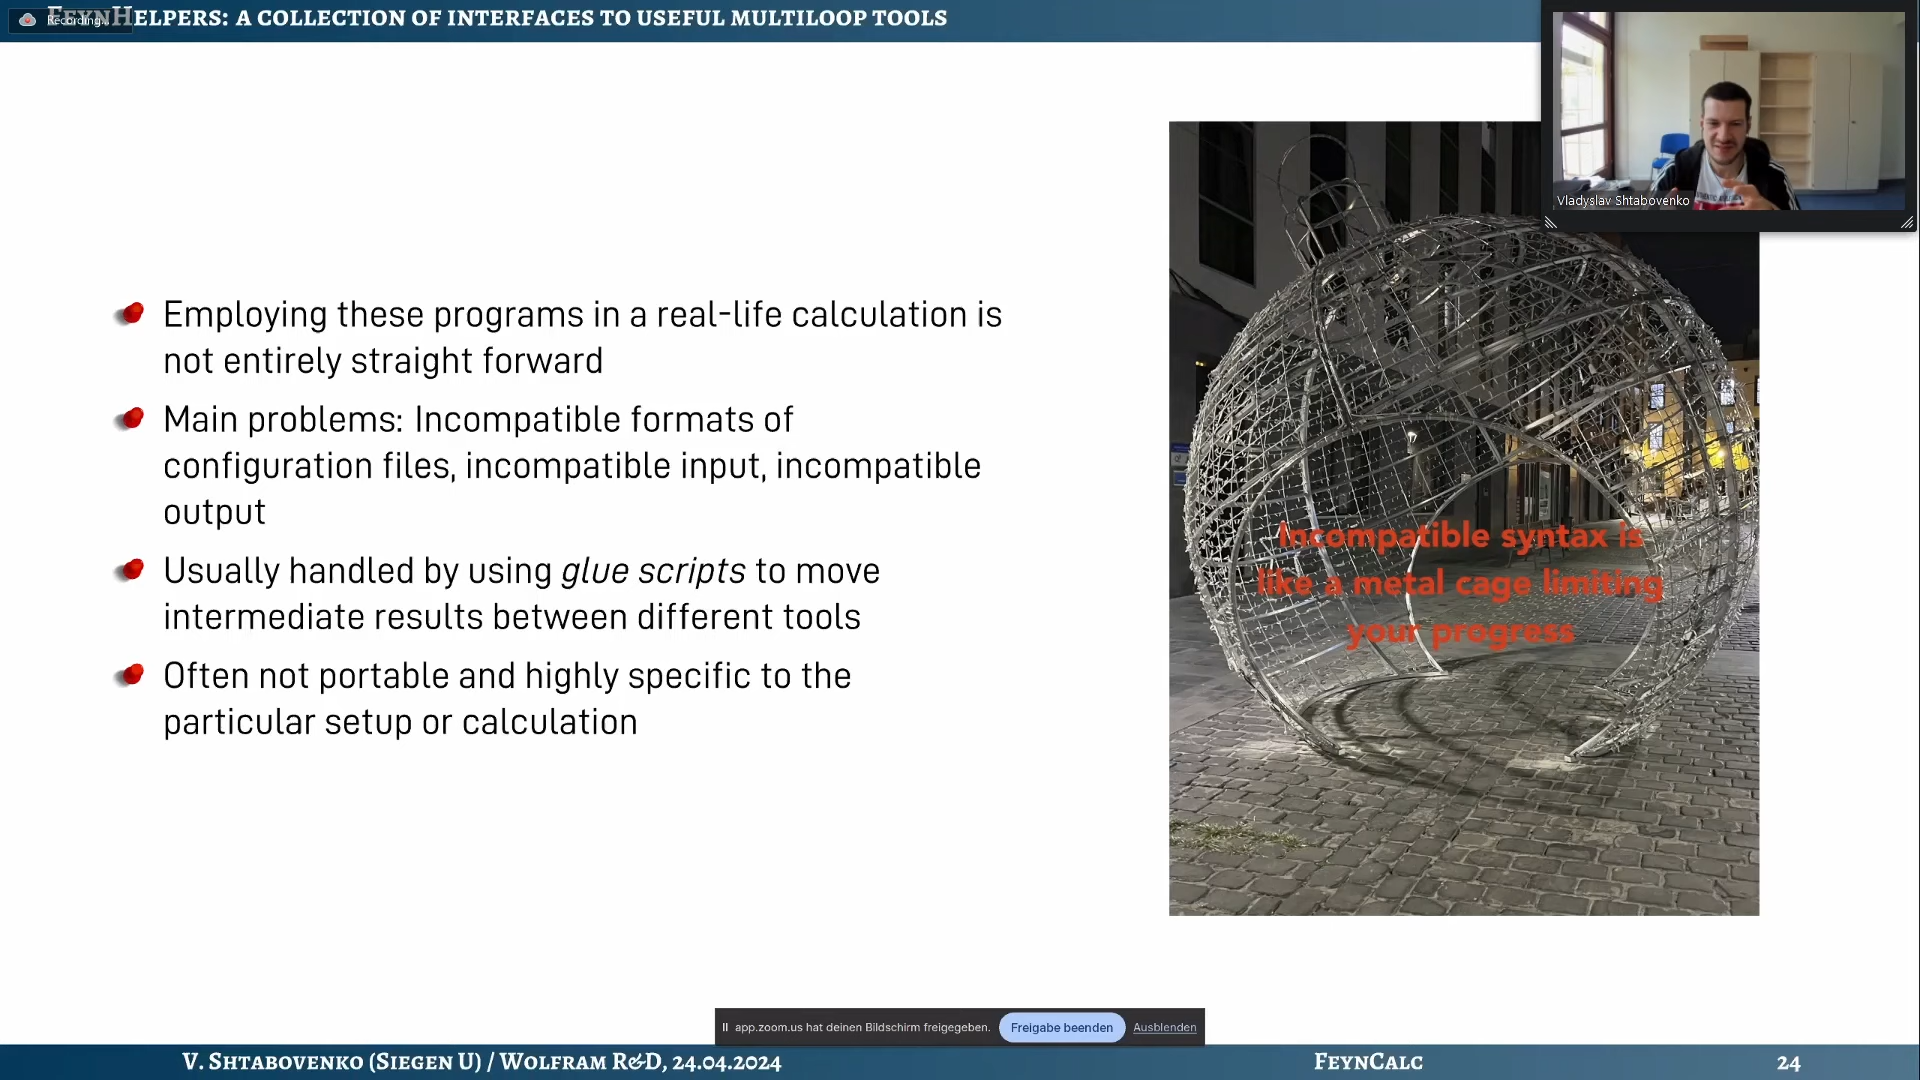 FeynHelpers: a collection of interfaces to useful multiloop tools
Recording...
Vladyslav Shtabovenko
Employing these programs in a real-life calculation is
not entirely straight forward
Main problems: Incompatible formats of
configuration files, incompatible input, incompatible
output
Usually handled by using glue scripts to move
intermediate results between different tools
Often not portable and highly specific to the
particular setup or calculation
Incompatible syntax is
like a metal cage limiting
your progress
app.zoom.us hat deinen Bildschirm freigegeben. Freigabe beenden Ausblenden
V. Shtabovenko (Siegen U) / Wolfram R&D, 24.04.2024 FeynCalc 24